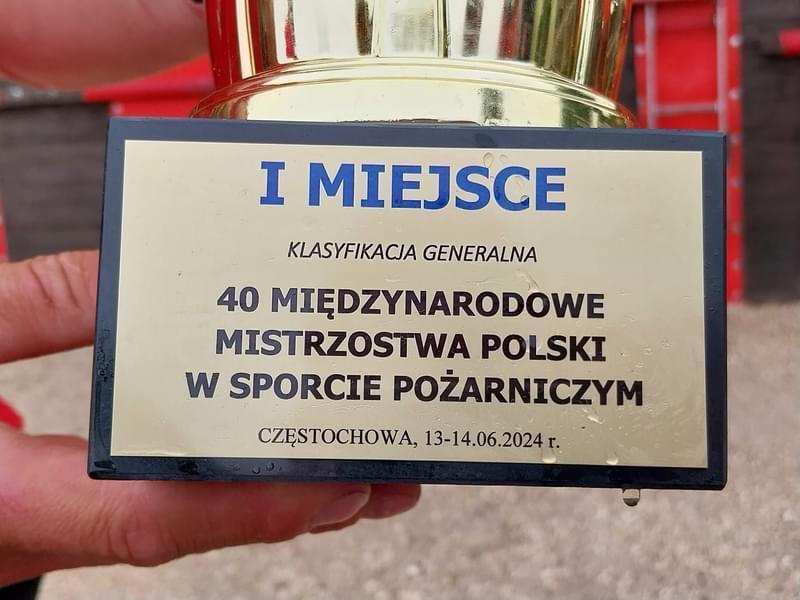 I MIEJSCE
KLASYFIKACJA GENERALNA
40 MIĘDZYNARODOWE
MISTRZOSTWA POLSKI
W SPORCIE POŻARNICZYM
CZĘSTOCHOWA, 13-14.06.2024 r.